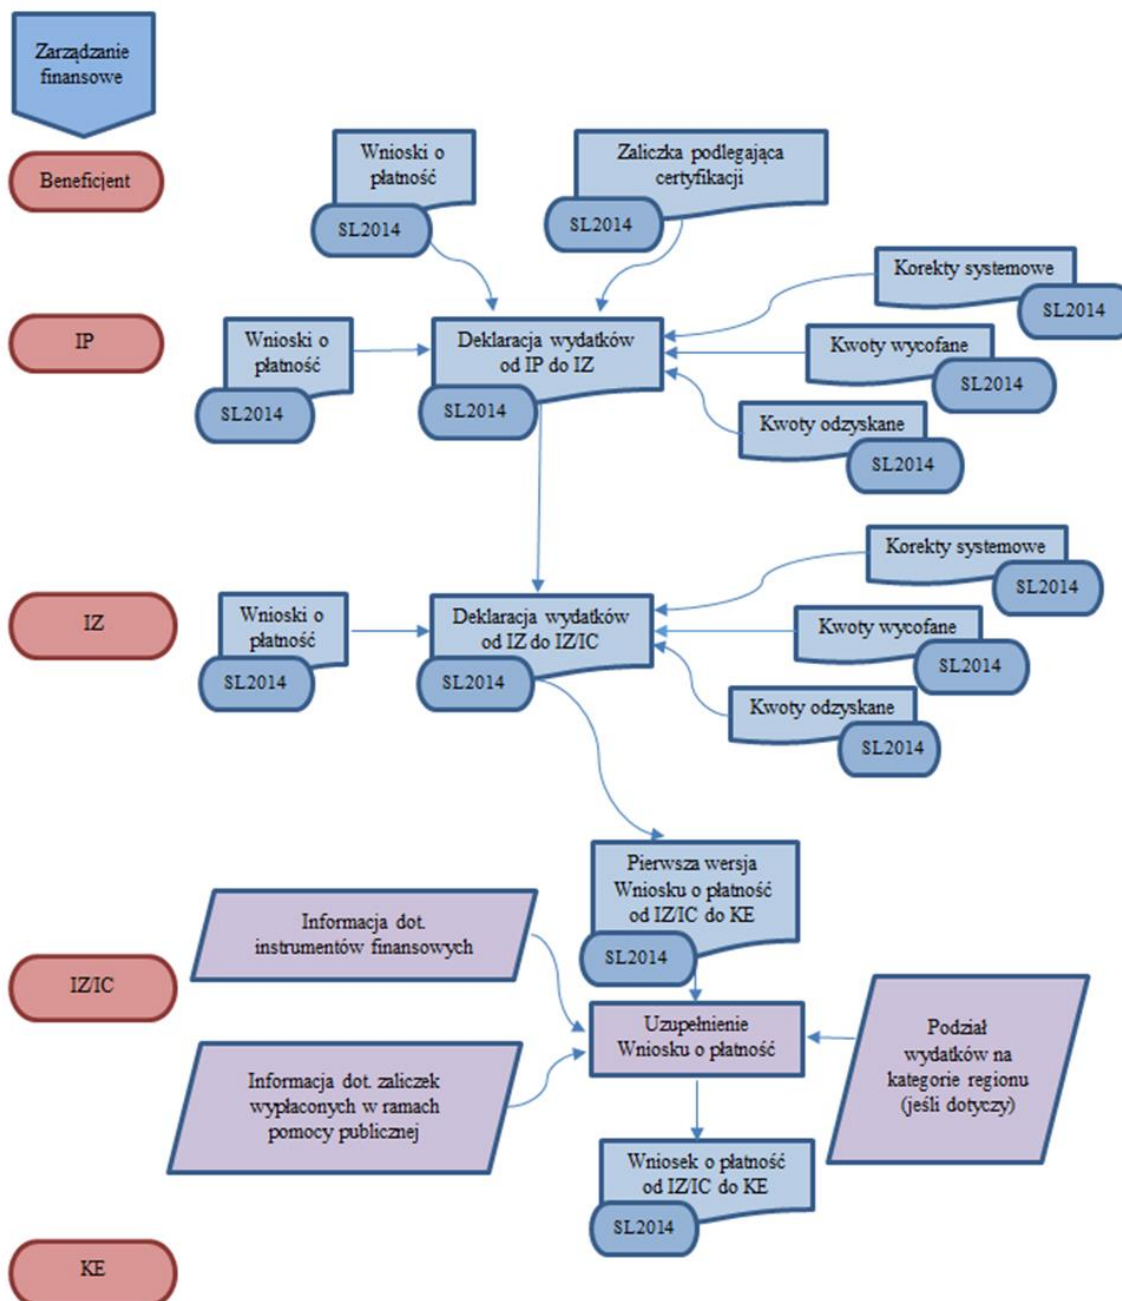 Zarządzanie
finansowe
Beneficjent
Wnioski o
płatność
SL2014
Zaliczka podlegająca
certyfikacji
SL2014
Korekty systemowe
SL2014
IP
Wnioski o
płatność
SL2014
Deklaracja wydatków
od IP do IZ
SL2014
Kwoty wycofane
SL2014
Kwoty odzyskane
SL2014
Korekty systemowe
SL2014
IZ
Wnioski o
płatność
SL2014
Deklaracja wydatków
od IZ do IZ/IC
SL2014
Kwoty wycofane
SL2014
Kwoty odzyskane
SL2014
Pierwsza wersja
Wniosku o płatność
od IZ/IC do KE
SL2014
Informacja dot.
instrumentów finansowych
IZ/IC
Uzupełnienie
Wniosku o płatność
Podział
wydatków na
kategorie regionu
(jeśli dotyczy)
Informacja dot. zaliczek
wypłaconych w ramach
pomocy publicznej
Wniosek o płatność
od IZ/IC do KE
SL2014
KE